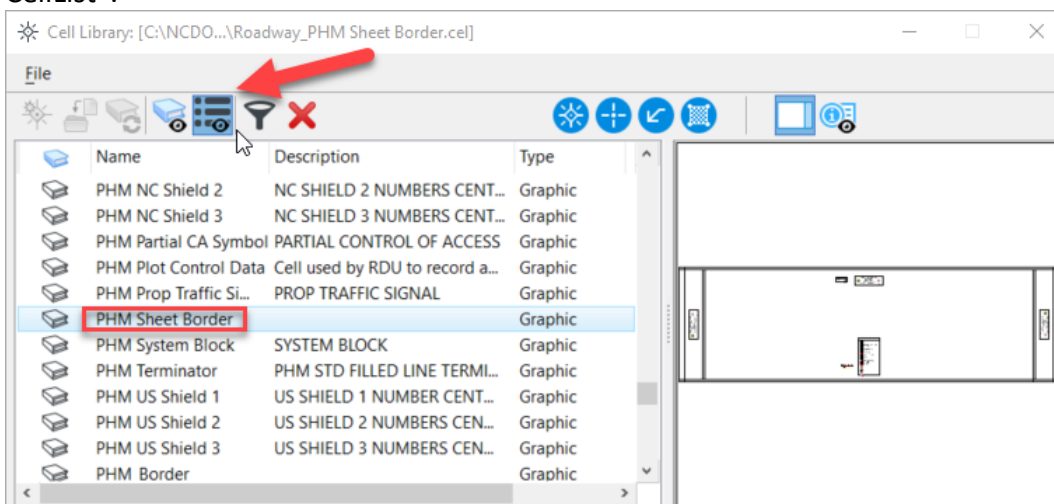 Cell Library: [C:\NCDO...\Roadway_PHM Sheet Border.cel]
File
Name Description Type
PHM NC Shield 2 NC SHIELD 2 NUMBERS CENT... Graphic
PHM NC Shield 3 NC SHIELD 3 NUMBERS CENT... Graphic
PHM Partial CA Symbol PARTIAL CONTROL OF ACCESS Graphic
PHM Plot Control Data Cell used by RDU to record a... Graphic
PHM Prop Traffic Si... PROP TRAFFIC SIGNAL Graphic
PHM Sheet Border Graphic
PHM System Block SYSTEM BLOCK Graphic
PHM Terminator PHM STD FILLED LINE TERMI... Graphic
PHM US Shield 1 US SHIELD 1 NUMBER CENT... Graphic
PHM US Shield 2 US SHIELD 2 NUMBERS CEN... Graphic
PHM US Shield 3 US SHIELD 3 NUMBERS CEN... Graphic
PHM Border Graphic